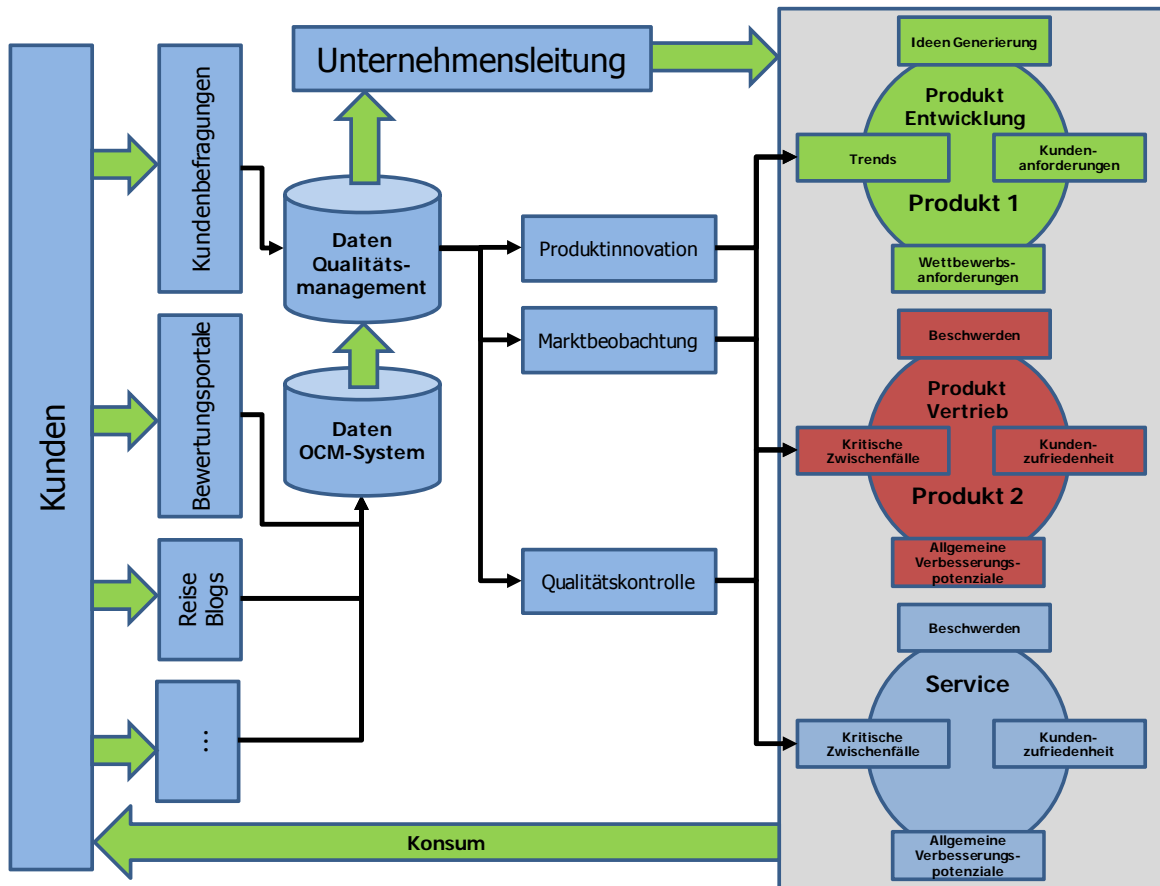 Kunden
Kundenbefragungen
Bewertungsportale
Reise
Blogs
...
Unternehmensleitung
Daten
Qualitäts-
management
Daten
OCM-System
Produktinnovation
Marktbeobachtung
Qualitätskontrolle
Ideen Generierung
Produkt
Entwicklung
Trends
Kunden-
anforderungen
Produkt 1
Wettbewerbs-
anforderungen
Beschwerden
Produkt
Vertrieb
Kritische
Zwischenfälle
Kunden-
zufriedenheit
Produkt 2
Allgemeine
Verbesserungs-
potenziale
Beschwerden
Service
Kritische
Zwischenfälle
Kunden-
zufriedenheit
Allgemeine
Verbesserungs-
potenziale
Konsum